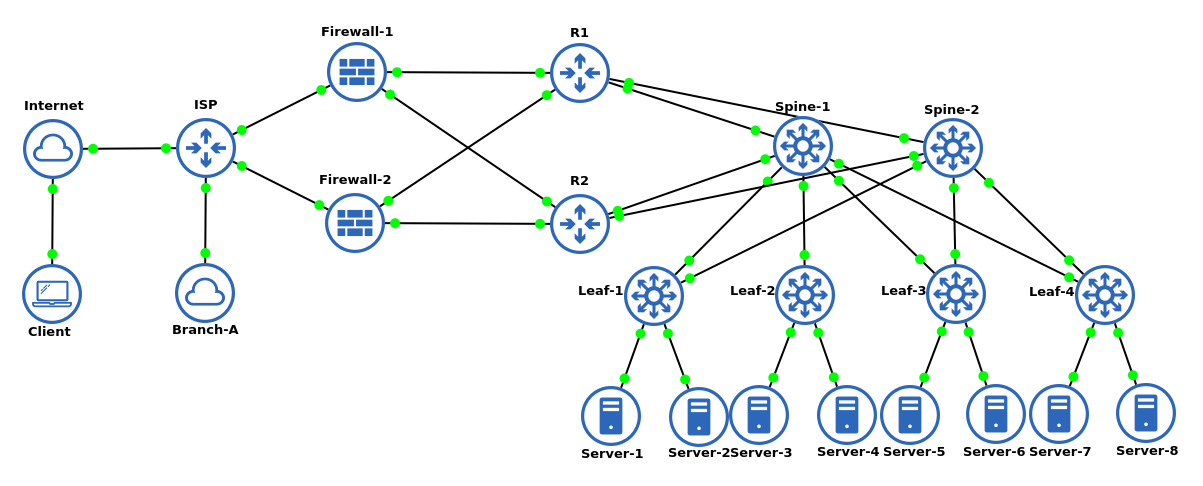 Firewall-1
R1
Internet
ISP
Spine-1
Spine-2
Firewall-2
R2
Leaf-1
Leaf-2
Leaf-3
Leaf-4
Client
Branch-A
Server-1
Server-2
Server-3
Server-4
Server-5
Server-6
Server-7
Server-8